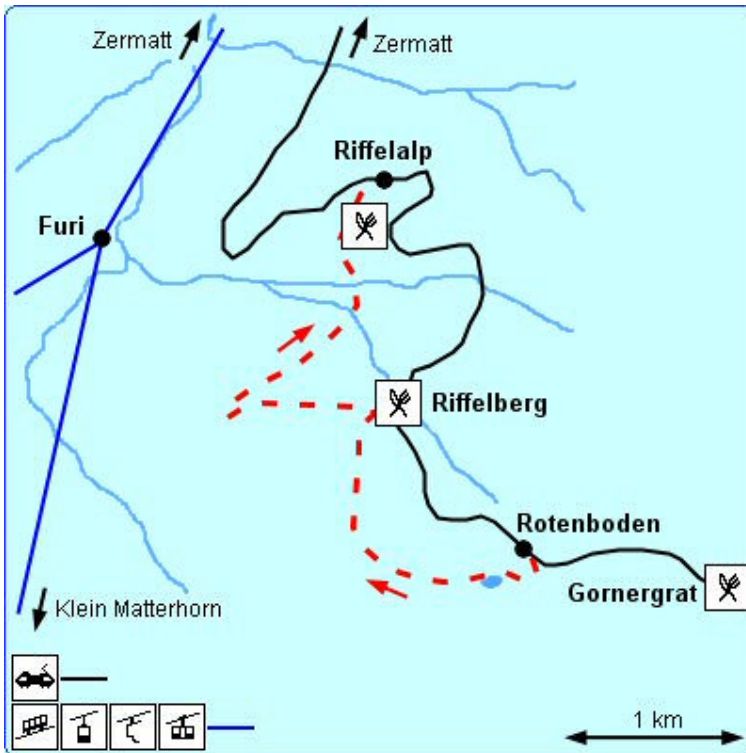 Zermatt
Zermatt
Riffelalp
Furi
Riffelberg
Rotenboden
Gornergrat
Klein Matterhorn
1 km